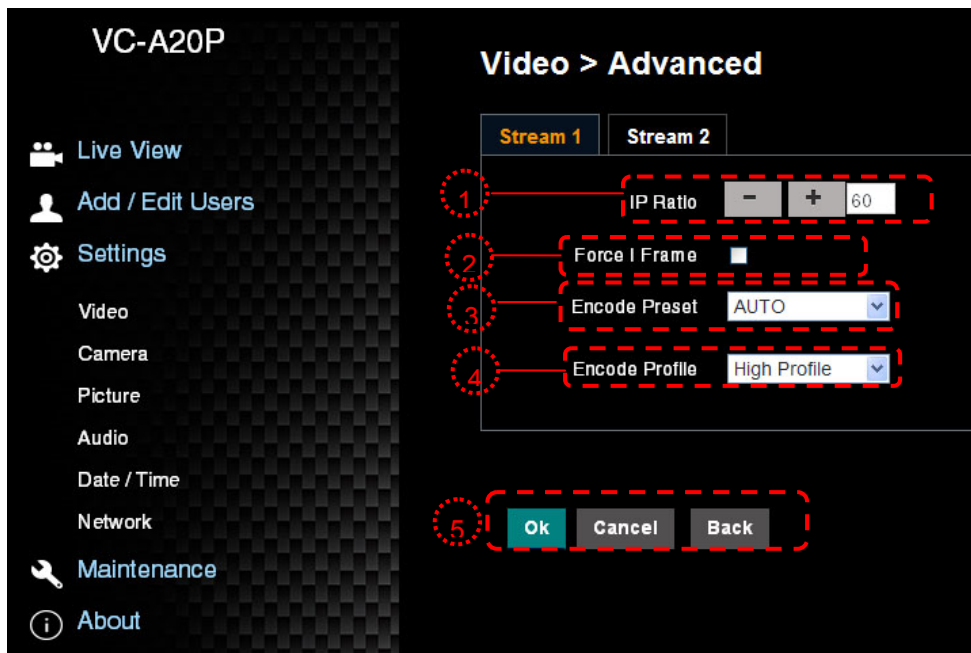 VC-A20P
Live View
Add / Edit Users
Settings
Video
Camera
Picture
Audio
Date / Time
Network
Maintenance
About
Video > Advanced
Stream 1 Stream 2
1 IP Ratio - + 60
2 Force I Frame
3 Encode Preset AUTO
4 Encode Profile High Profile
5 Ok Cancel Back